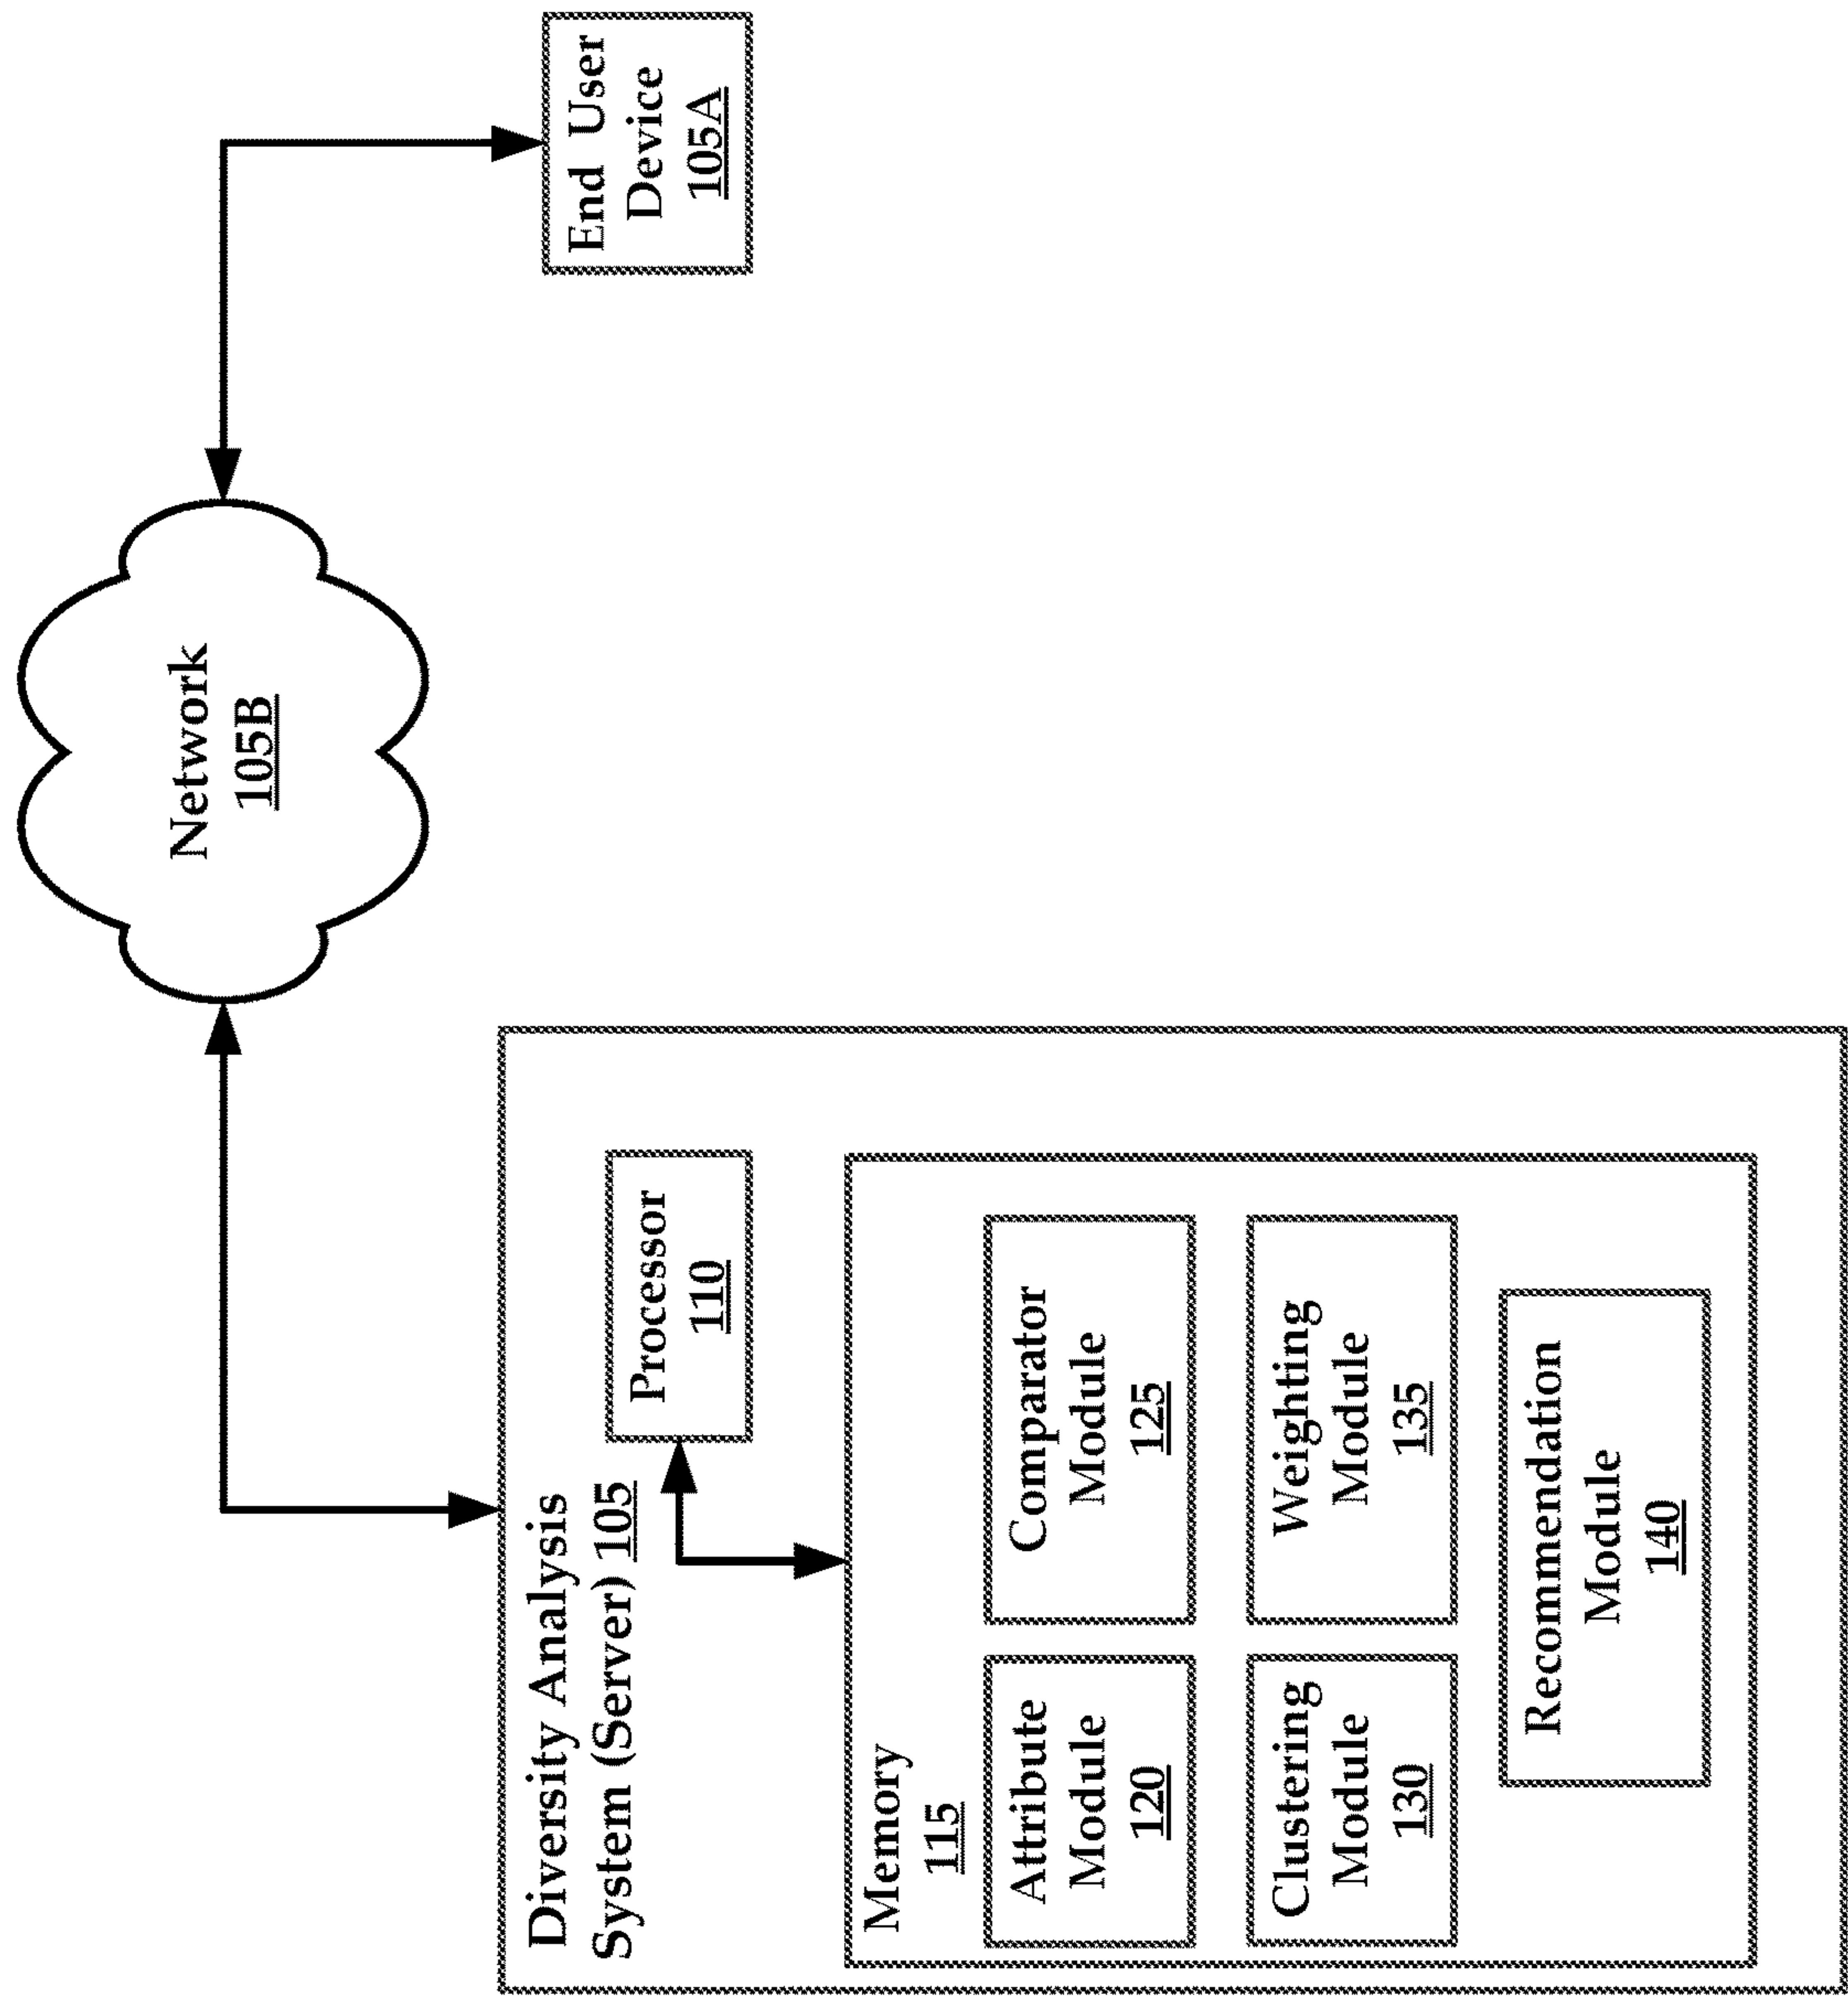 Network
105B
End User
Device
105A
Diversity Analysis
System (Server) 105
Processor
110
Memory
115
Attribute
Module
120
Comparator
Module
125
Clustering
Module
130
Weighting
Module
135
Recommendation
Module
140